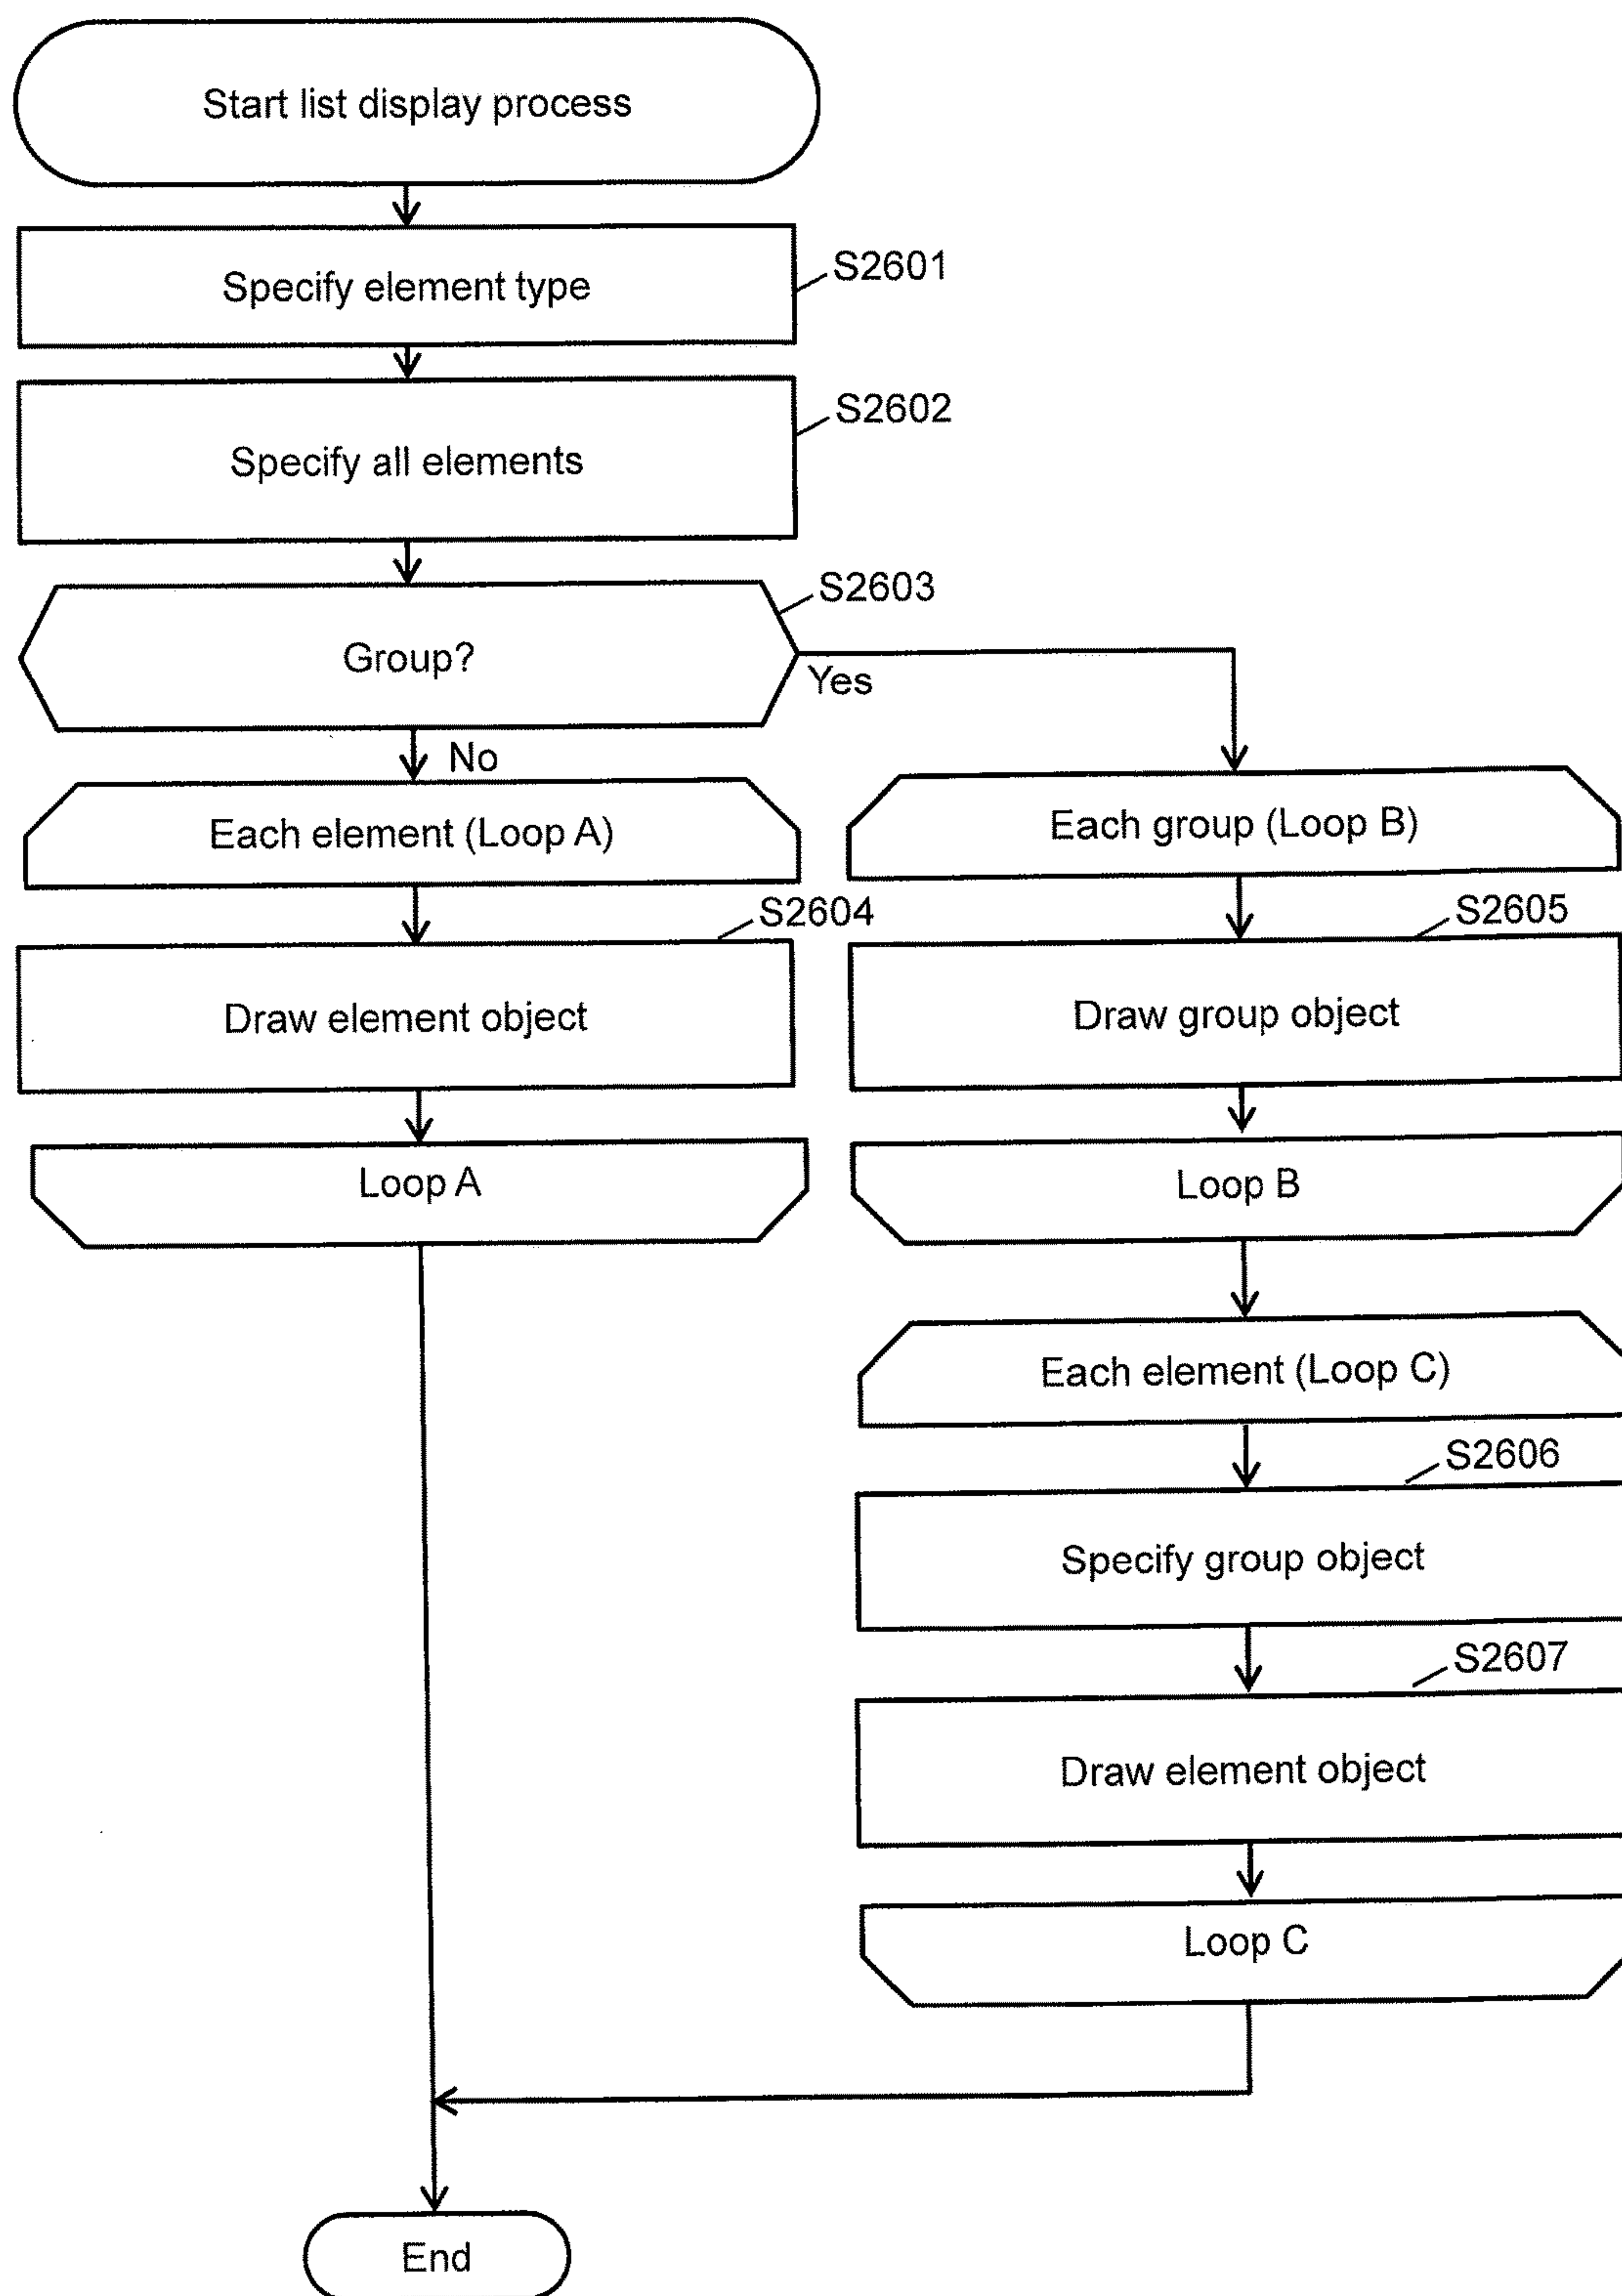 Start list display process
Specify element type
S2601
Specify all elements
S2602
Group?
S2603
Yes
No
Each element (Loop A)
S2604
Draw element object
Loop A
Each group (Loop B)
S2605
Draw group object
Loop B
Each element (Loop C)
S2606
Specify group object
S2607
Draw element object
Loop C
End